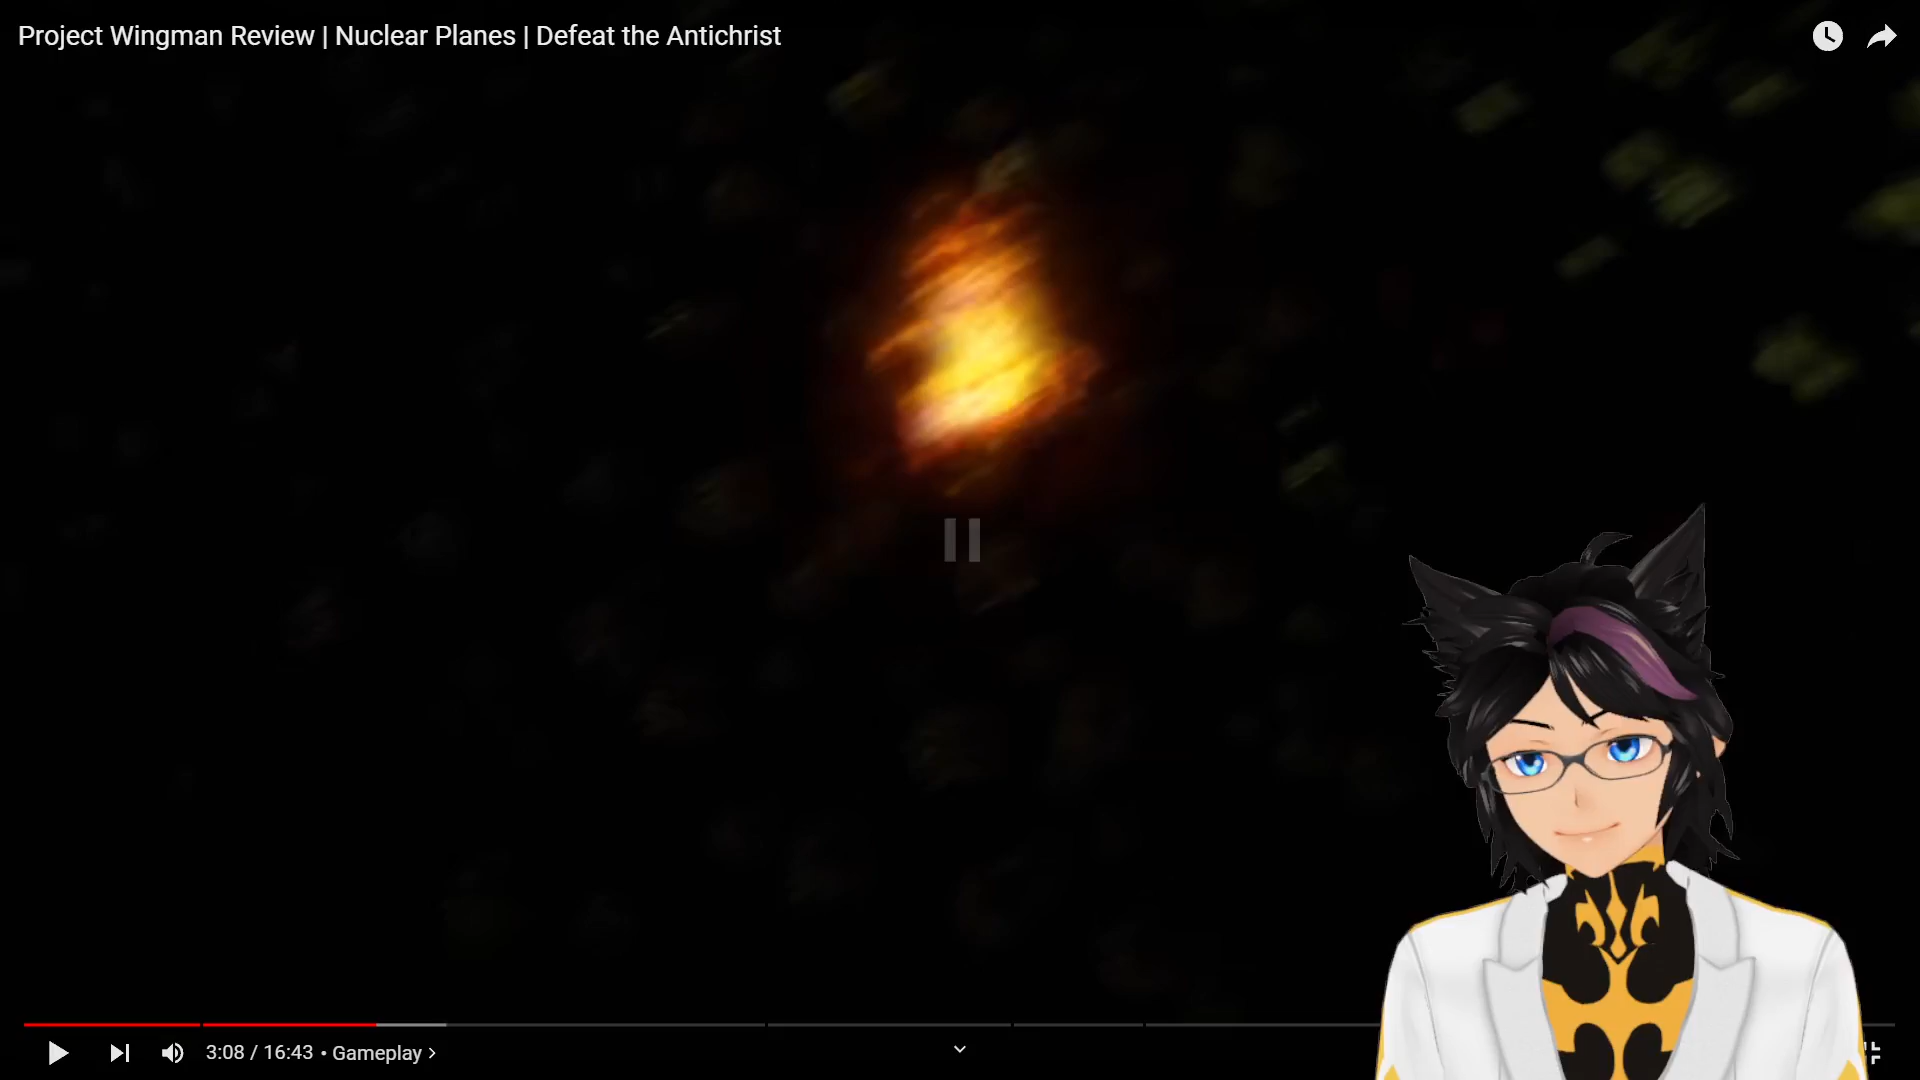 Project Wingman Review | Nuclear Planes | Defeat the Antichrist
3:08 / 16:43 • Gameplay